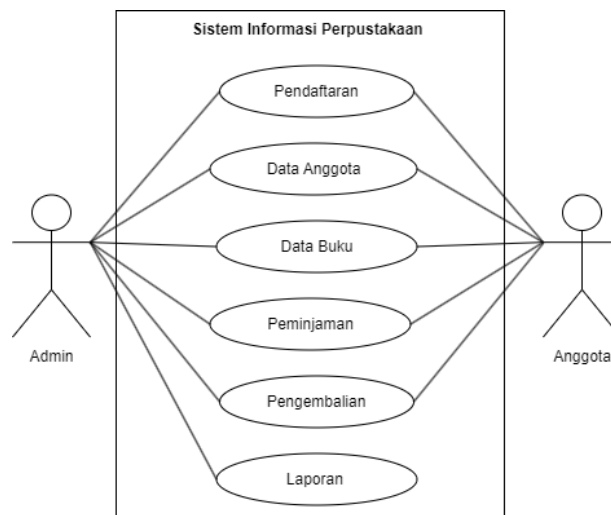 Sistem Informasi Perpustakaan
Pendaftaran
Data Anggota
Data Buku
Peminjaman
Admin
Anggota
Pengembalian
Laporan